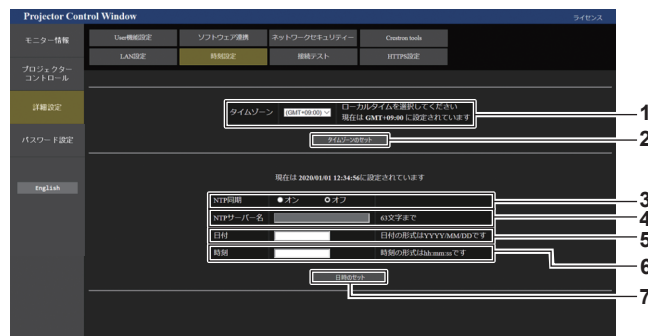 Projector Control Window
ライセンス
モニター情報
User機能設定
ソフトウェア連携
ネットワークセキュリティー
Crestron tools
LAN設定
時刻設定
接続テスト
HTTPS設定
プロジェクター
コントロール
詳細設定
パスワード設定
English
タイムゾーン
(GMT+09:00)
ローカルタイムを選択してください
現在は GMT+09:00 に設定されています
1
タイムゾーンのセット
2
現在は 2020/01/01 12:34:56に設定されています
NTP同期
オン
オフ
3
NTPサーバー名
63文字まで
4
日付
日付の形式はYYYY/MM/DDです
5
時刻
時刻の形式はhh:mm:ssです
6
日時のセット
7